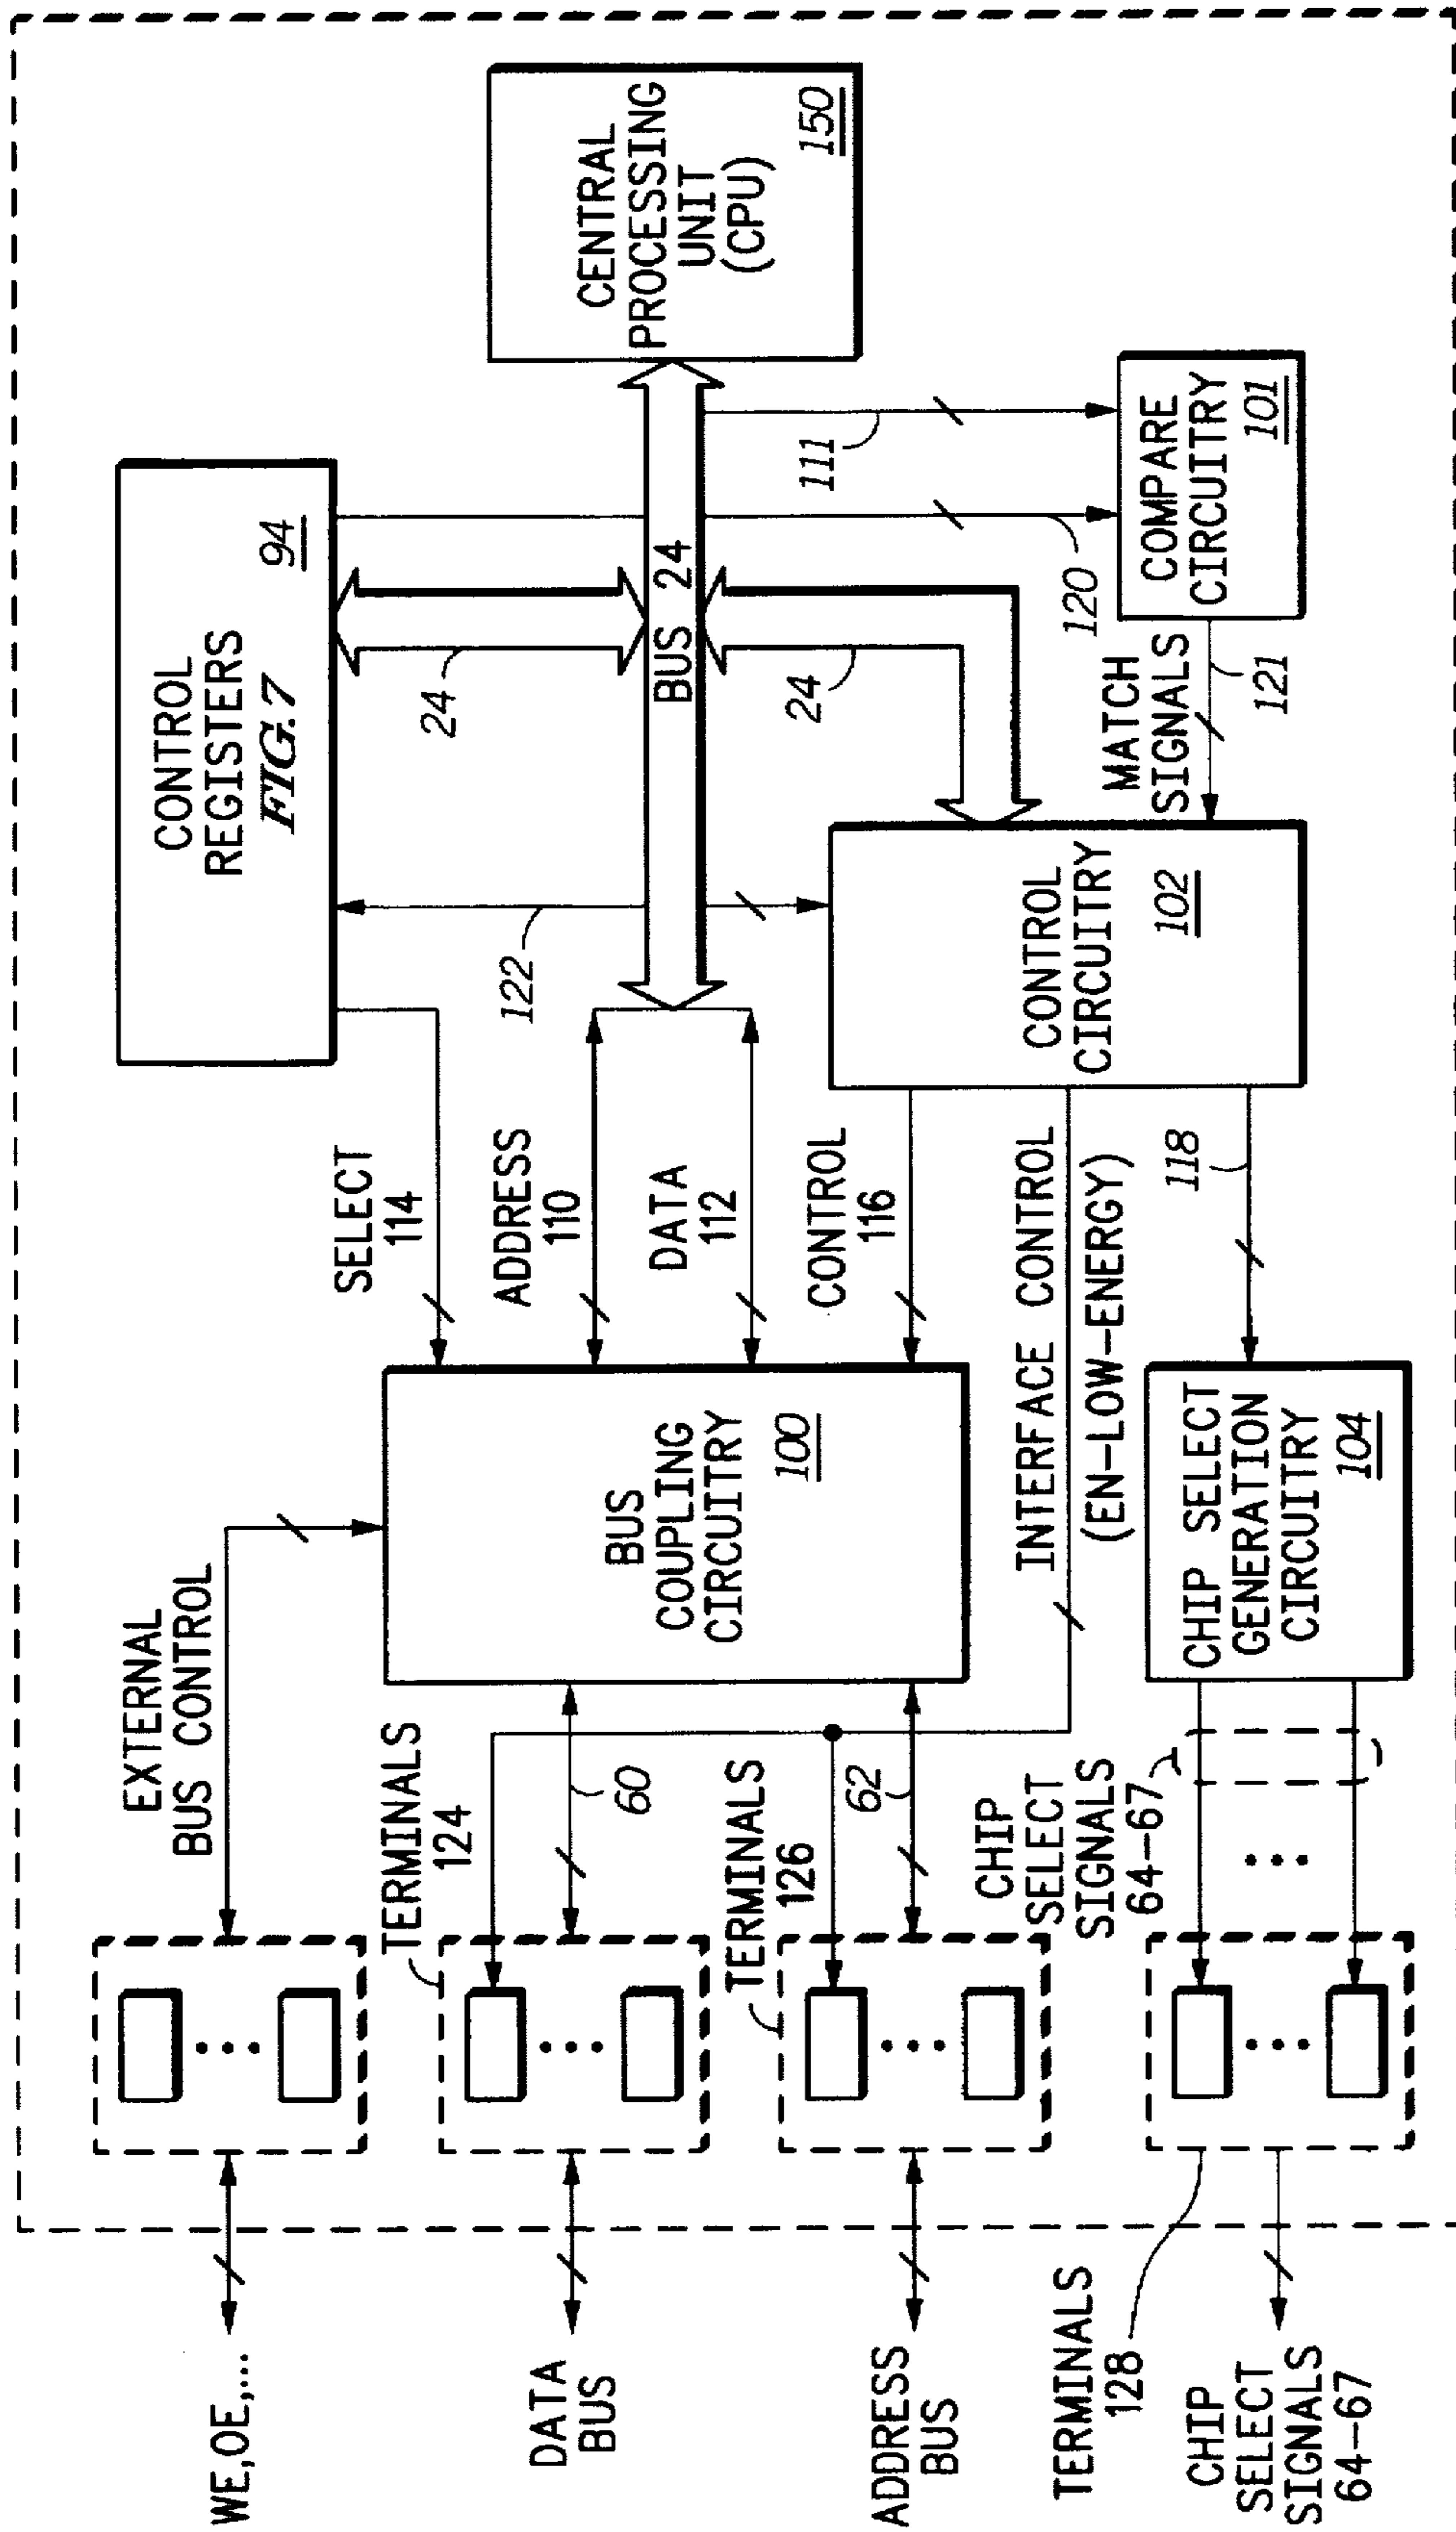 WE,OE,...
DATA
BUS
ADDRESS
BUS
TERMINALS
128
CHIP
SELECT
SIGNALS
64-67
EXTERNAL
BUS CONTROL
TERMINALS
124
60
TERMINALS
126
62
CHIP
SELECT
SIGNALS
64-67
BUS
COUPLING
CIRCUITRY
100
CHIP SELECT
GENERATION
CIRCUITRY
104
SELECT
114
ADDRESS
110
DATA
112
CONTROL
116
INTERFACE CONTROL
(EN-LOW-ENERGY)
118
CONTROL
REGISTERS
FIG.7
94
122
24
BUS 24
24
CONTROL
CIRCUITRY
102
MATCH
SIGNALS
121
120
111
COMPARE
CIRCUITRY
101
CENTRAL
PROCESSING
UNIT
(CPU)
150